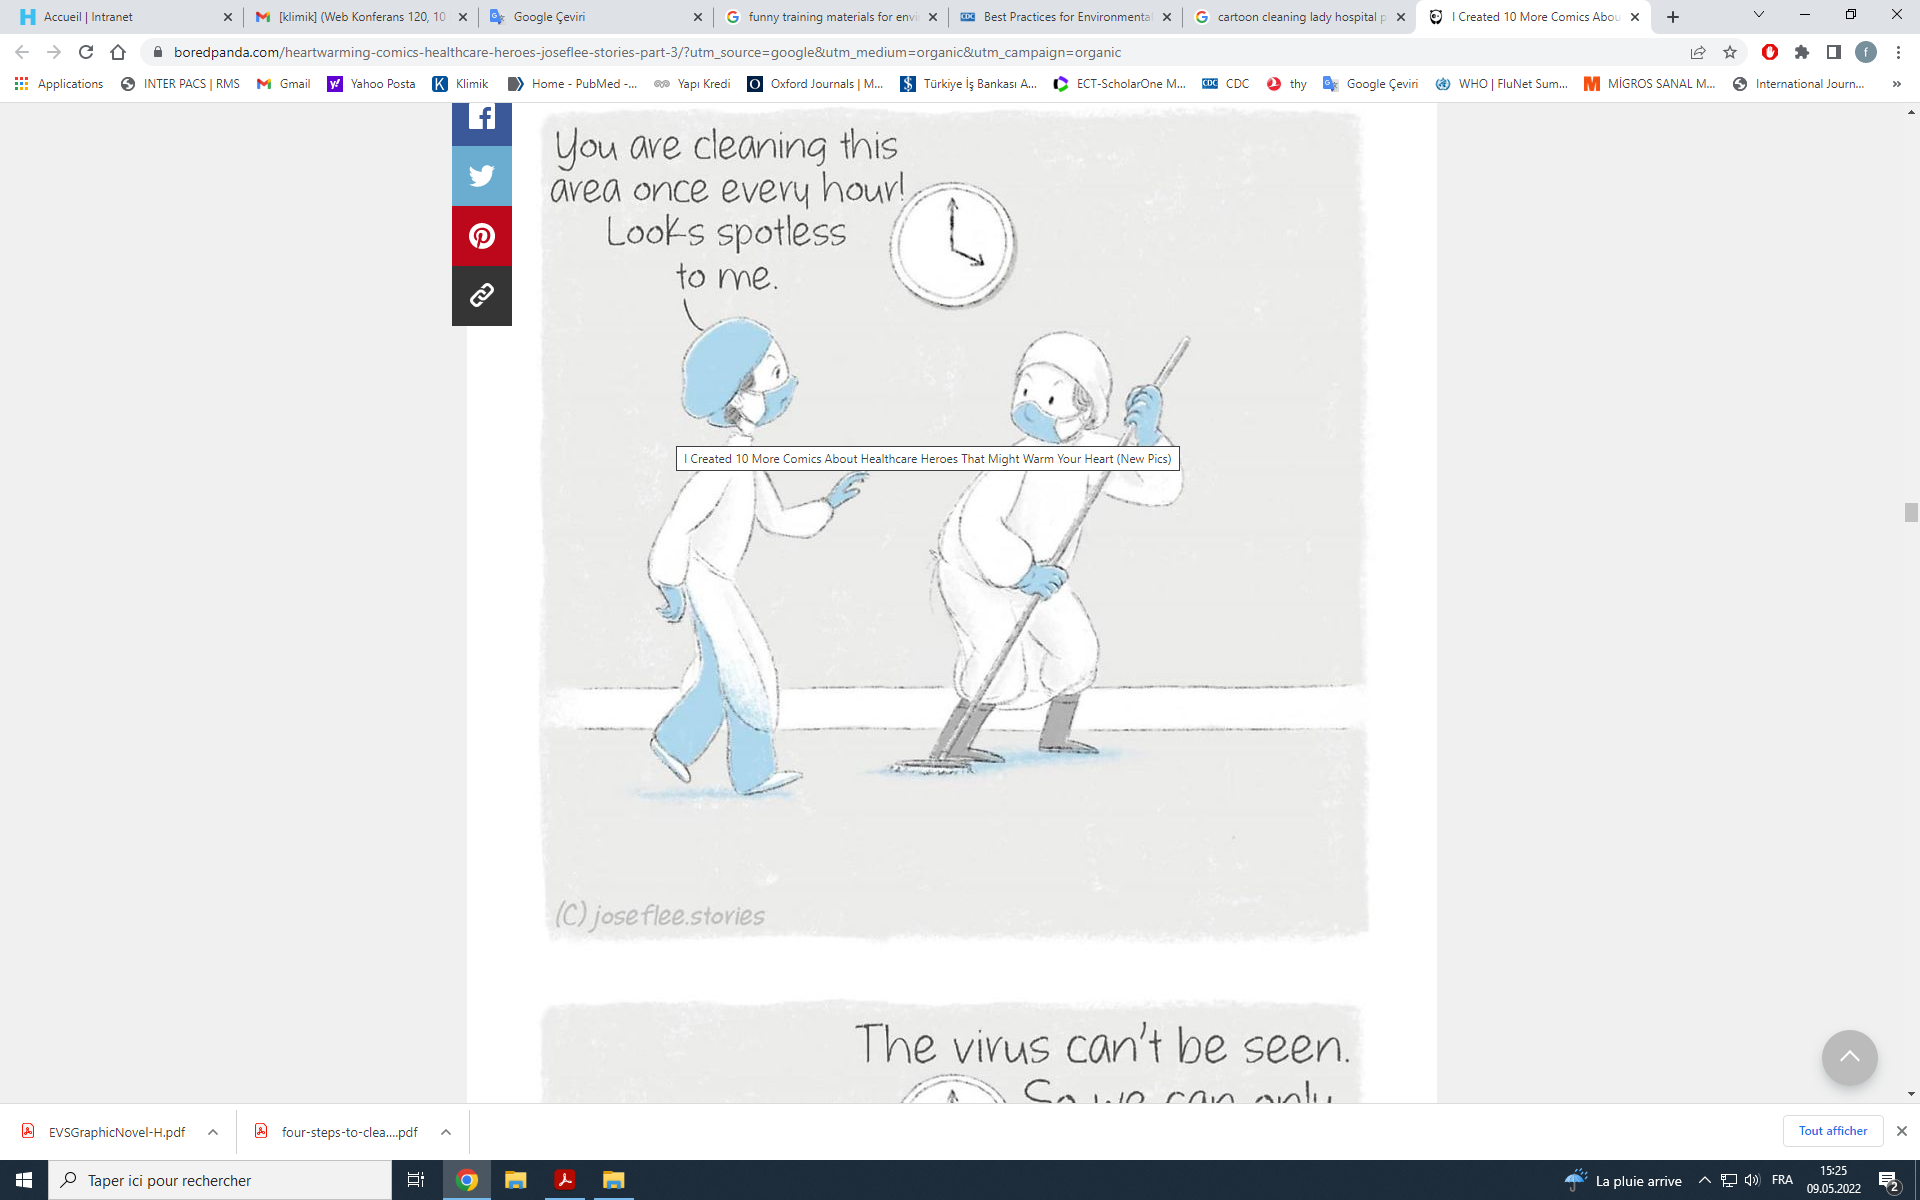 Accueil | Intranet
[klimik] (Web Konferans 120, 10
Google Çeviri
funny training materials for envi
Best Practices for Environmental
cartoon cleaning lady hospital p
I Created 10 More Comics Abou
boredpanda.com/heartwarming-comics-healthcare-heroes-joseflee-stories-part-3/?utm_source=google&utm_medium=organic&utm_campaign=organic
f
Applications
INTER PACS | RMS
Gmail
Yahoo Posta
Klimik
Home - PubMed -...
Yapı Kredi
Oxford Journals | M...
Türkiye İş Bankası A...
ECT-ScholarOne M...
CDC
thy
Google Çeviri
WHO | FluNet Sum...
MİGROS SANAL M...
International Journ...
»
You are cleaning this
area once every hour!
Looks spotless
to me.
I Created 10 More Comics About Healthcare Heroes That Might Warm Your Heart (New Pics)
(C) joseflee.stories
The virus can't be seen.
So we can only
EVSGraphicNovel-H.pdf
four-steps-to-clea....pdf
Tout afficher
Taper ici pour rechercher
La pluie arrive
FRA
15:25
09.05.2022
2